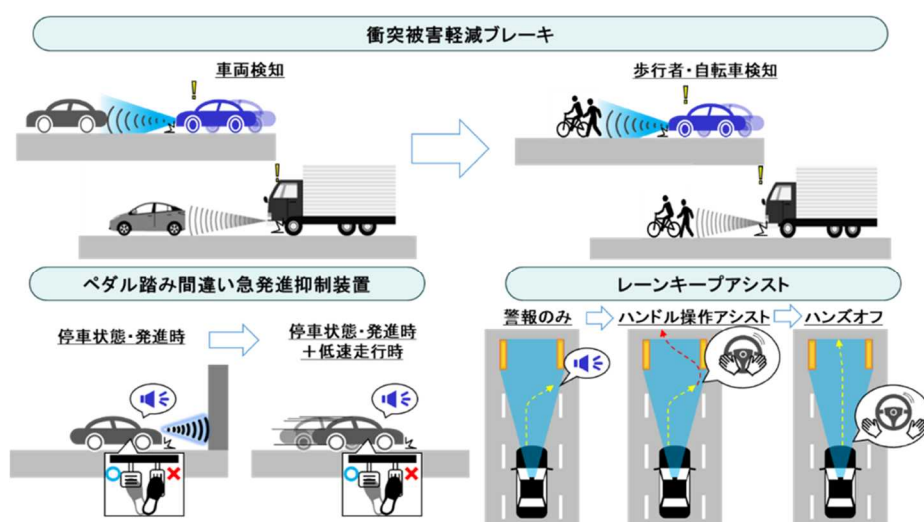 衝突被害軽減ブレーキ
車両検知
歩行者・自転車検知
!
!
!
!
ペダル踏み間違い急発進抑制装置
停車状態・発進時
停車状態・発進時
+低速走行時
レーンキープアシスト
警報のみ
ハンドル操作アシスト
ハンズオフ